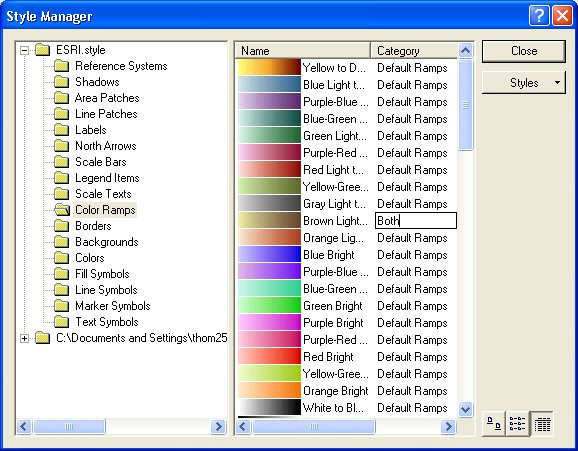 Style Manager
ESRI.style
Reference Systems
Shadows
Area Patches
Line Patches
Labels
North Arrows
Scale Bars
Legend Items
Scale Texts
Color Ramps
Borders
Backgrounds
Colors
Fill Symbols
Line Symbols
Marker Symbols
Text Symbols
C:\Documents and Settings\thom25
Name Category
Yellow to D... Default Ramps
Blue Light t... Default Ramps
Purple-Blue ... Default Ramps
Blue-Green ... Default Ramps
Green Light... Default Ramps
Purple-Red ... Default Ramps
Red Light t... Default Ramps
Yellow-Gree... Default Ramps
Gray Light t... Default Ramps
Brown Light... Both
Orange Lig... Default Ramps
Blue Bright Default Ramps
Purple-Blue ... Default Ramps
Blue-Green ... Default Ramps
Green Bright Default Ramps
Purple Bright Default Ramps
Purple-Red ... Default Ramps
Red Bright Default Ramps
Yellow-Gree... Default Ramps
Orange Bright Default Ramps
White to Bl... Default Ramps
Close
Styles